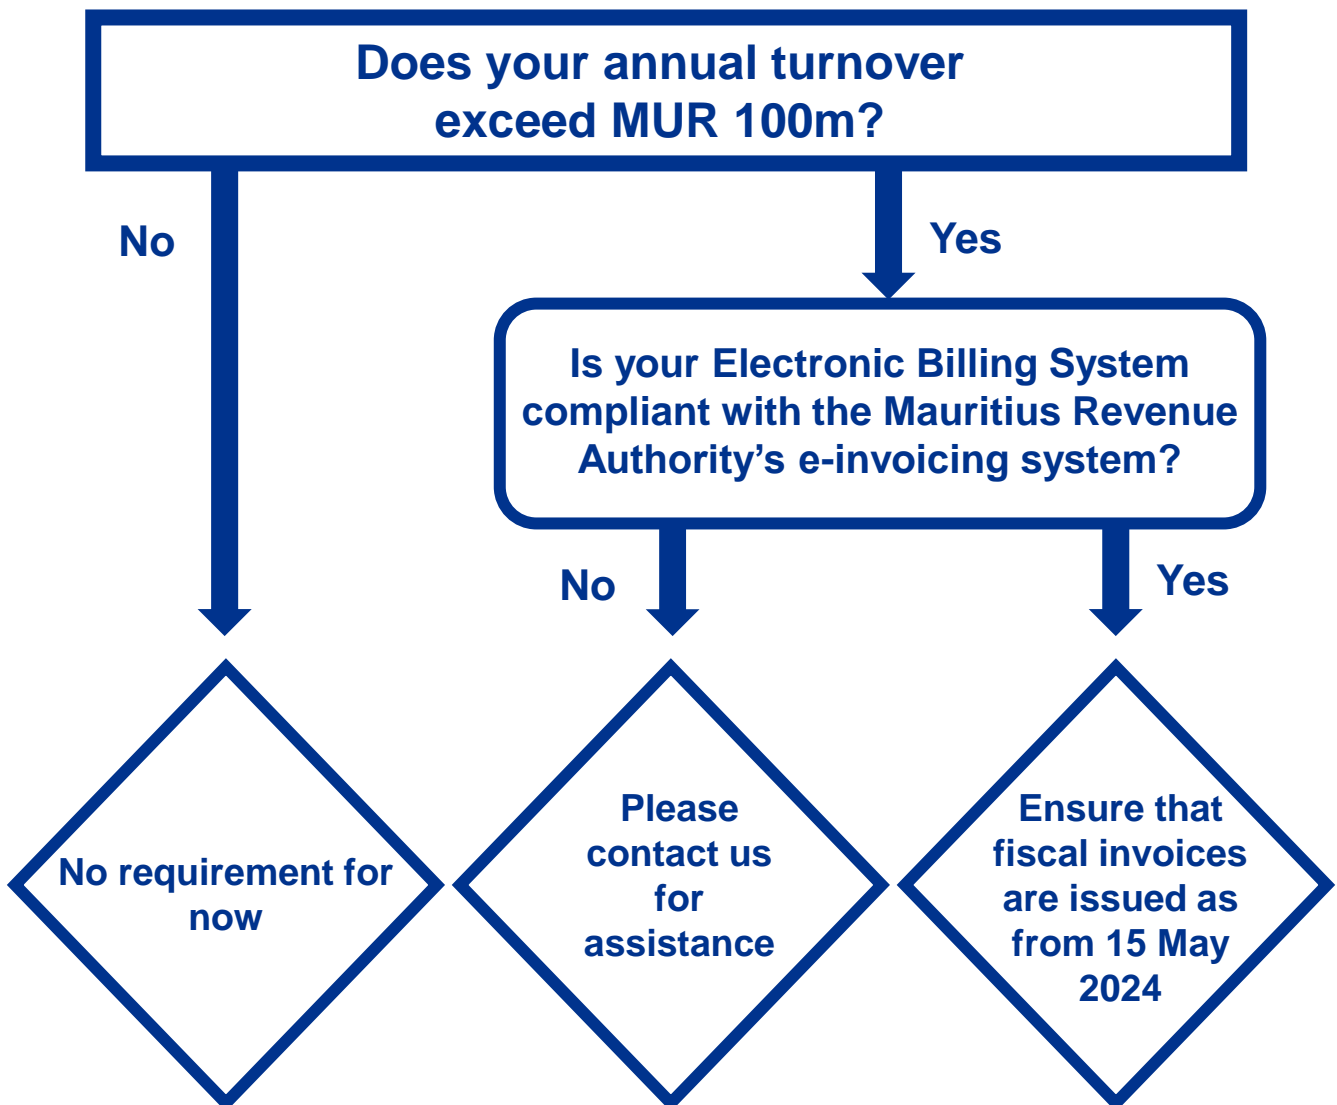 Does your annual turnover
exceed MUR 100m?
No
Yes
Is your Electronic Billing System
compliant with the Mauritius Revenue
Authority’s e-invoicing system?
No
Yes
No requirement for
now
Please
contact us
for
assistance
Ensure that
fiscal invoices
are issued as
from 15 May
2024